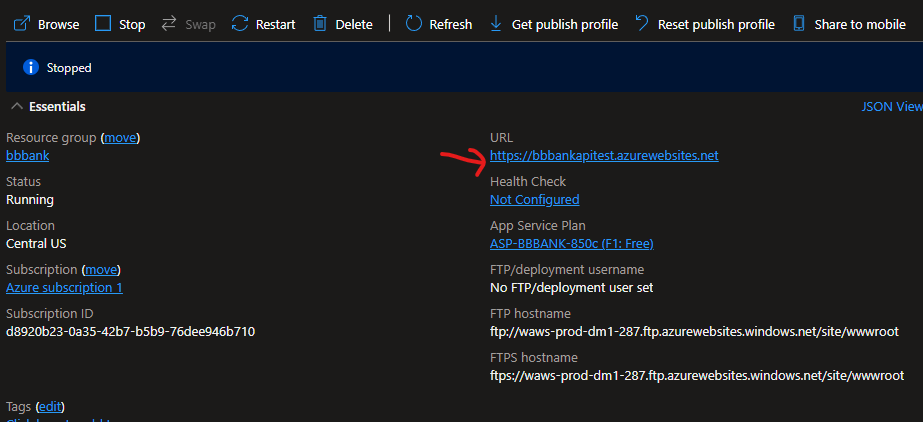 Browse Stop Swap Restart Delete Refresh Get publish profile Reset publish profile Share to mobile
Stopped
Essentials JSON View
Resource group (move)
bbbank
Status
Running
Location
Central US
Subscription (move)
Azure subscription 1
Subscription ID
d8920b23-0a35-42b7-b5b9-76dee946b710
URL
https://bbbankapitest.azurewebsites.net
Health Check
Not Configured
App Service Plan
ASP-BBBANK-850c (F1: Free)
FTP/deployment username
No FTP/deployment user set
FTP hostname
ftp://waws-prod-dm1-287.ftp.azurewebsites.windows.net/site/wwwroot
FTPS hostname
ftps://waws-prod-dm1-287.ftp.azurewebsites.windows.net/site/wwwroot
Tags (edit)